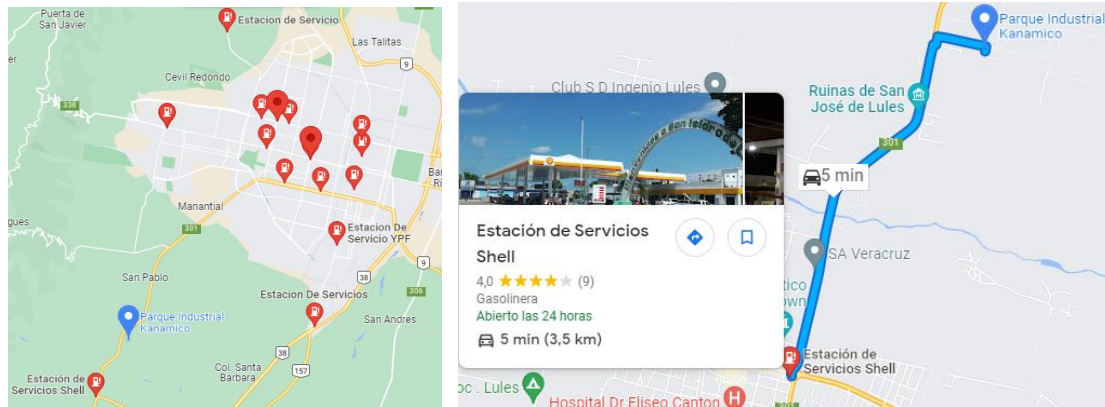 Puerta de
San Javier
Estacion de Servicio
Las Talitas
9
Cevil Redondo
338
Manantial
301
Estacion De
Servicio YPF
9
San Pablo
38
306
Estacion De Servicios
San Andres
Parque Industrial
Kanamico
38
Col. Santa
Barbara
157
Estación de
Servicios Shell
Parque Industrial
Kanamico
Club S D Ingenio Lules
Ruinas de San
José de Lules
301
5 min
Estación de Servicios
Shell
4,0
(9)
Gasolinera
Abierto las 24 horas
5 min (3,5 km)
SA Veracruz
Estación de
Servicios Shell
Lules
Hospital Dr. Eliseo Canton
301